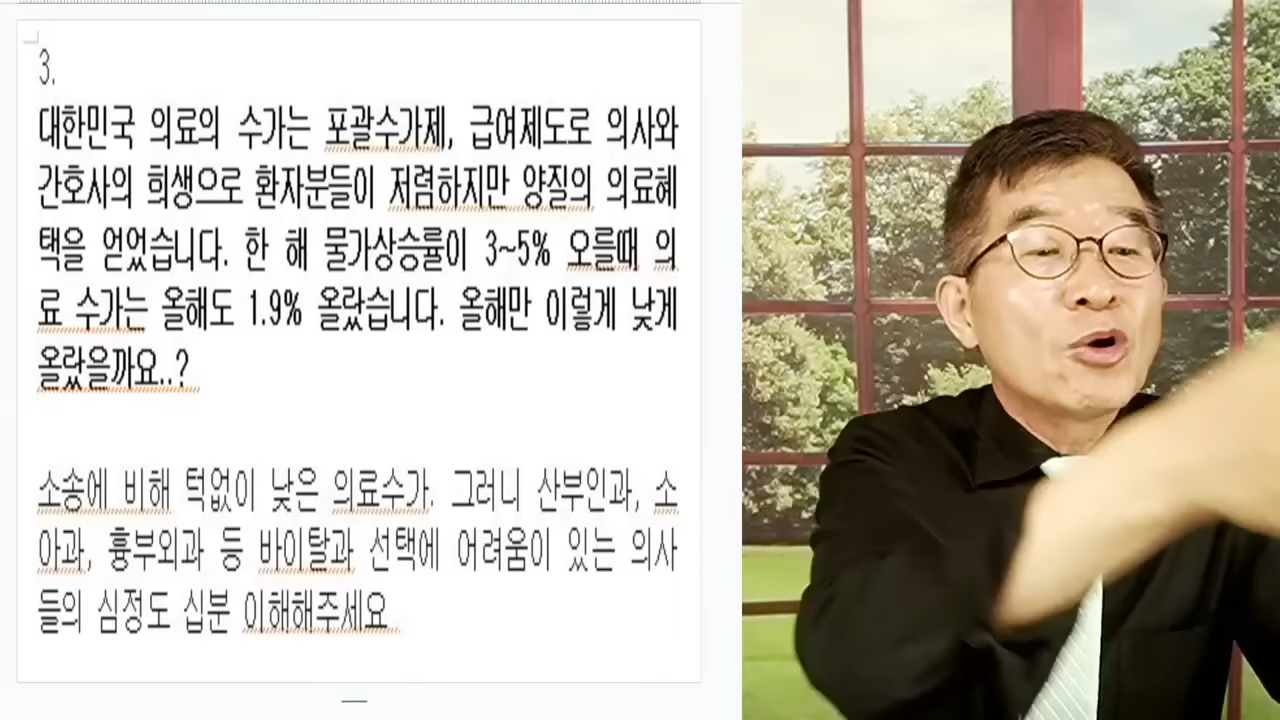 3.
대한민국 의료의 수가는 포괄수가제, 급여제도로 의사와
간호사의 희생으로 환자분들이 저렴하지만 양질의 의료혜
택을 얻었습니다. 한 해 물가상승률이 3~5% 오를때 의
료 수가는 올해도 1.9% 올랐습니다. 올해만 이렇게 낮게
올랐을까요..?
소송에 비해 턱없이 낮은 의료수가. 그러니 산부인과, 소
아과, 흉부외과 등 바이탈과 선택에 어려움이 있는 의사
들의 심정도 십분 이해해주세요